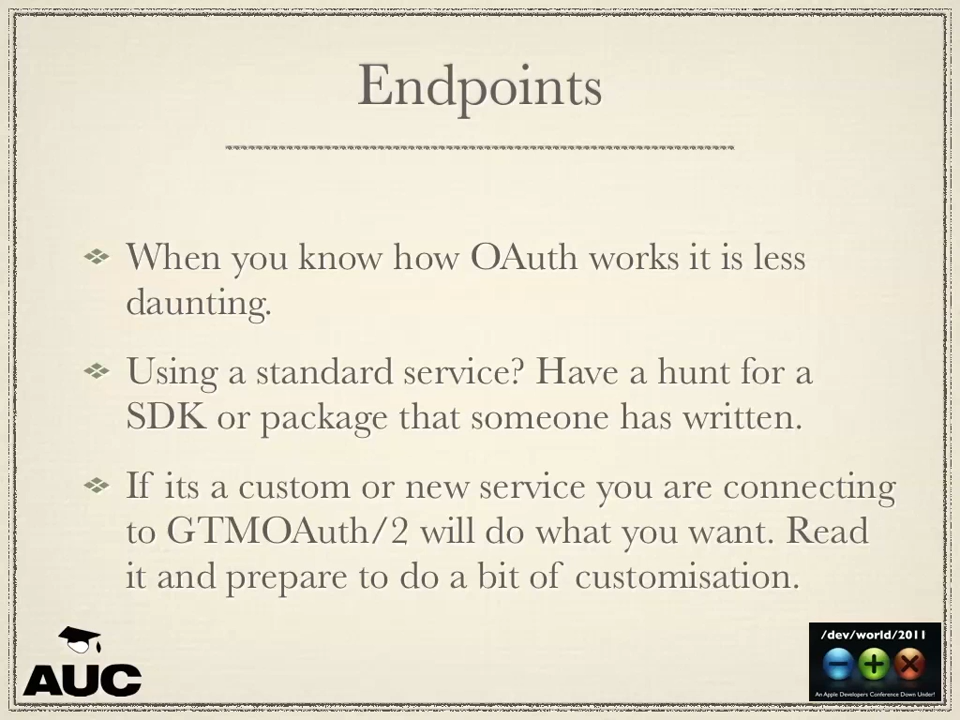 Endpoints
When you know how OAuth works it is less
daunting.
Using a standard service? Have a hunt for a
SDK or package that someone has written.
If its a custom or new service you are connecting
to GTMOAuth/2 will do what you want. Read
it and prepare to do a bit of customisation.
AUC
/dev/world/2011
An Apple Developers Conference Down Under!